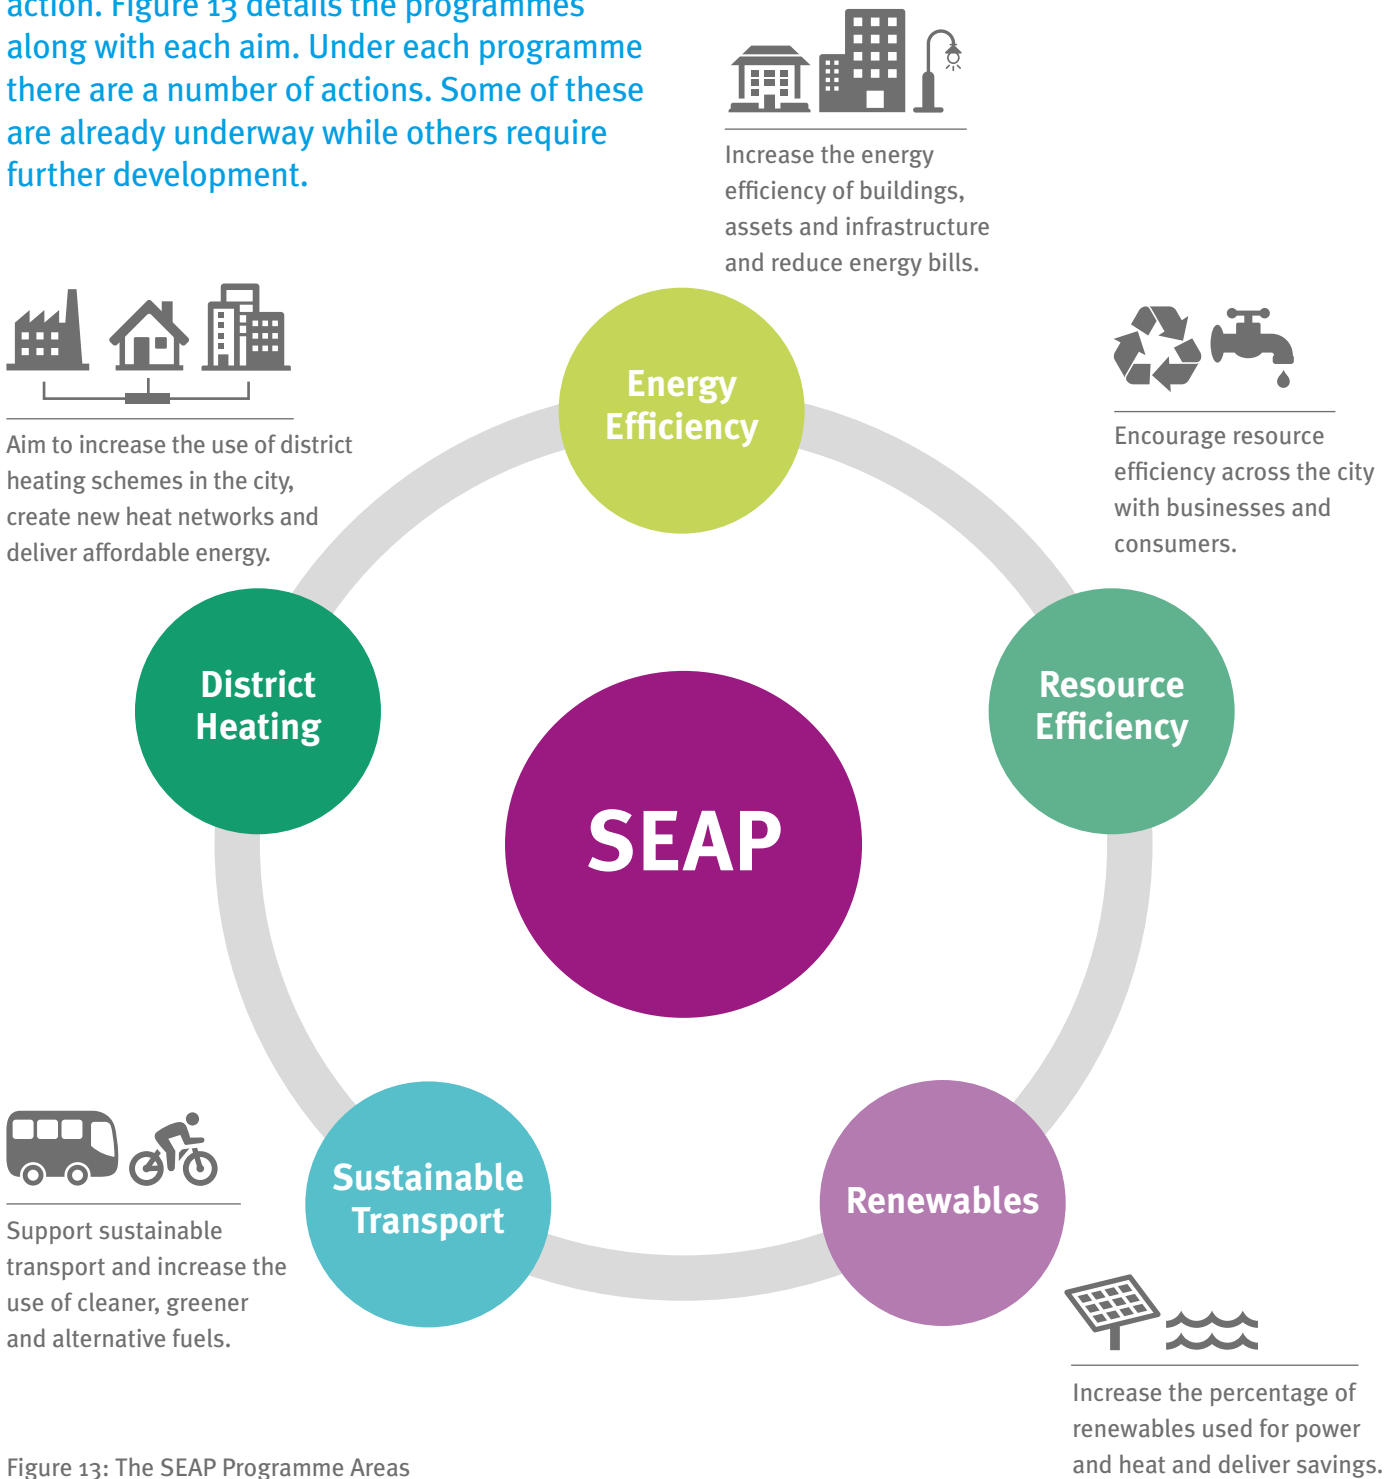 action. Figure 13 details the programmes
along with each aim. Under each programme
there are a number of actions. Some of these
are already underway while others require
further development.
Increase the energy
efficiency of buildings,
assets and infrastructure
and reduce energy bills.
Aim to increase the use of district
heating schemes in the city,
create new heat networks and
deliver affordable energy.
Encourage resource
efficiency across the city
with businesses and
consumers.
Energy
Efficiency
District
Heating
Resource
Efficiency
SEAP
Sustainable
Transport
Renewables
Support sustainable
transport and increase the
use of cleaner, greener
and alternative fuels.
Increase the percentage of
renewables used for power
and heat and deliver savings.
Figure 13: The SEAP Programme Areas